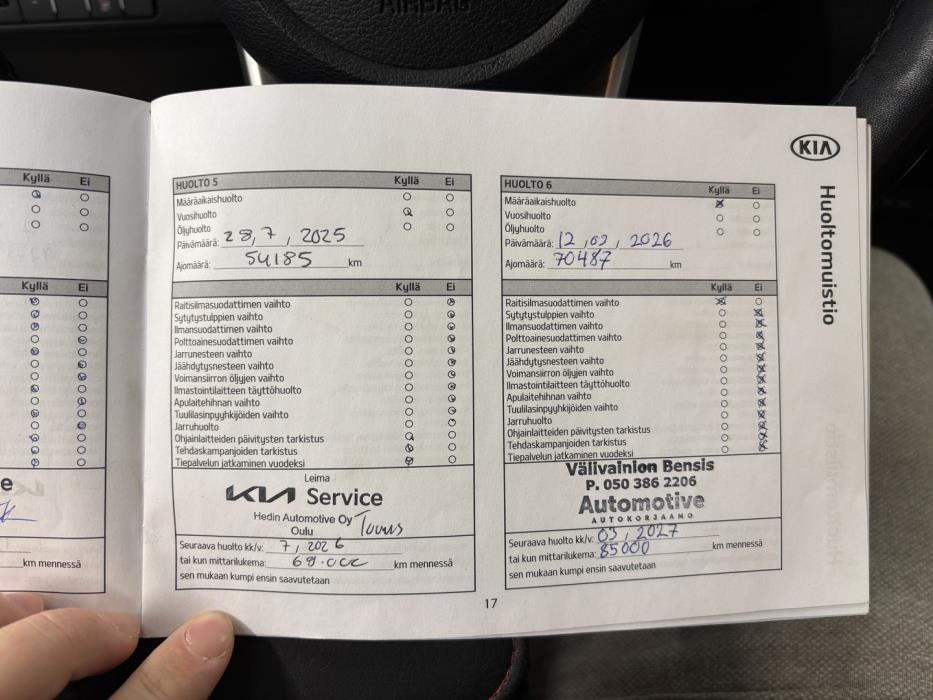 AIRBAG
KIA
Huoltomuistio
Kyllä Ei
Kyllä Ei
e
km mennessä
HUOLTO 5 Kyllä Ei
Määräaikaishuolto
Vuosihuolto
Öljyhuolto
Päivämäärä: 28, 7, 2025
Ajomäärä: 54185 km
Kyllä Ei
Raitisilmasuodattimen vaihto
Sytytystulppien vaihto
Ilmansuodattimen vaihto
Polttoainesuodattimen vaihto
Jarrunesteen vaihto
Jäähdytysnesteen vaihto
Voimansiirron öljyjen vaihto
Ilmastointilaitteen täyttöhuolto
Apulaitehihnan vaihto
Tuulilasinpyyhkijöiden vaihto
Jarruhuolto
Ohjainlaitteiden päivitysten tarkistus
Tehdaskampanjoiden tarkistus
Tiepalvelun jatkaminen vuodeksi
Leima
KIA Service
Hedin Automotive Oy
Oulu
Seuraava huolto kk/v: 7, 2026
tai kun mittarilukema: 69.000 km mennessä
sen mukaan kumpi ensin saavutetaan
HUOLTO 6 Kyllä Ei
Määräaikaishuolto
Vuosihuolto
Öljyhuolto
Päivämäärä: 12, 03, 2026
Ajomäärä: 70487 km
Kyllä Ei
Raitisilmasuodattimen vaihto
Sytytystulppien vaihto
Ilmansuodattimen vaihto
Polttoainesuodattimen vaihto
Jarrunesteen vaihto
Jäähdytysnesteen vaihto
Voimansiirron öljyjen vaihto
Ilmastointilaitteen täyttöhuolto
Apulaitehihnan vaihto
Tuulilasinpyyhkijöiden vaihto
Jarruhuolto
Ohjainlaitteiden päivitysten tarkistus
Tehdaskampanjoiden tarkistus
Tiepalvelun jatkaminen vuodeksi
Välivainion Bensis
P. 050 386 2206
Automotive
AUTOKORJAAMO
Seuraava huolto kk/v: 03, 2027
tai kun mittarilukema: 85000 km mennessä
sen mukaan kumpi ensin saavutetaan
17